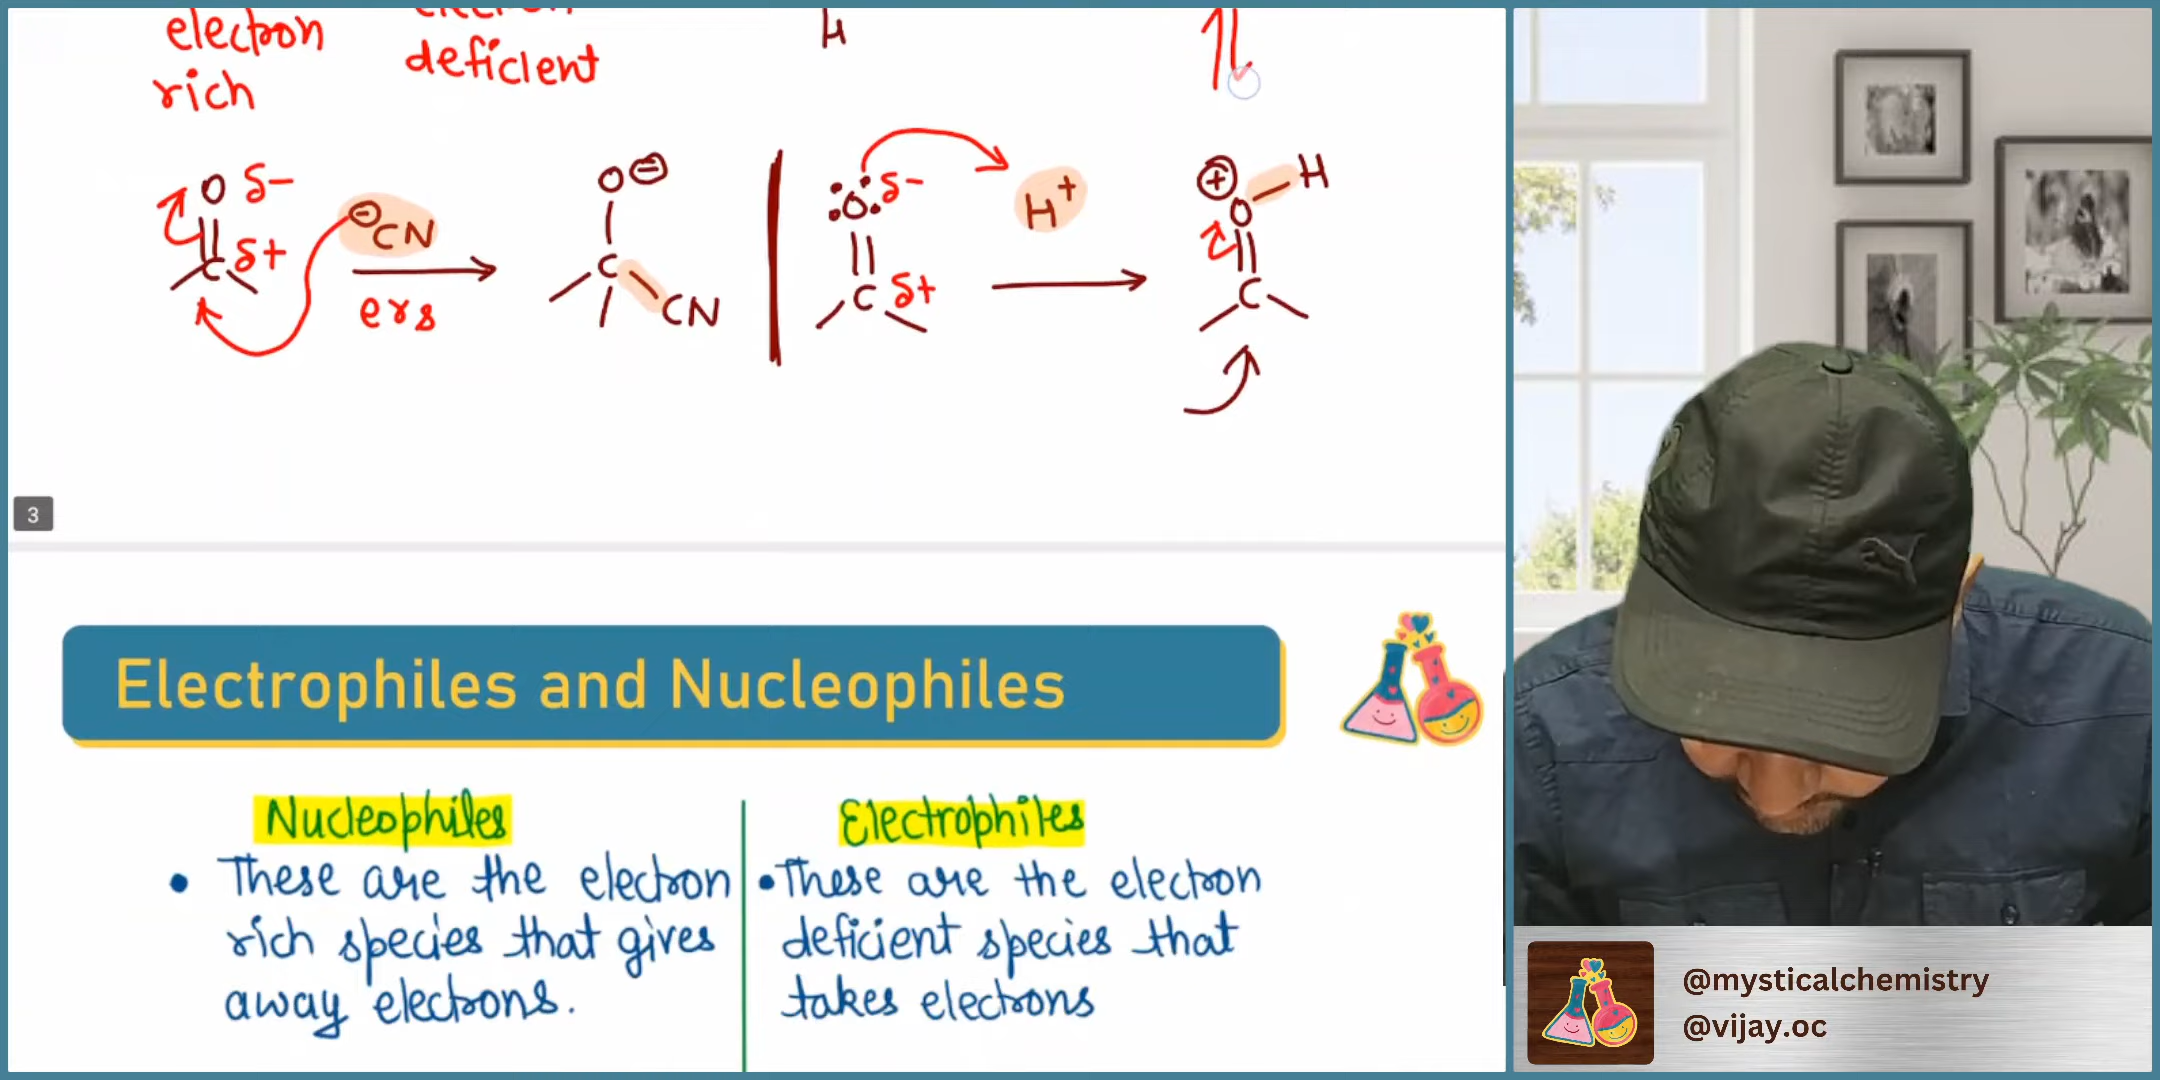 electron
rich
deficient
H
O δ-
C δ+
⊖CN
ers
O ⊖
C
CN
:O: δ-
C δ+
H+
⊕
O-H
C
3
Electrophiles and Nucleophiles
Nucleophiles
• These are the electron
rich species that gives
away electrons.
Electrophiles
• These are the electron
deficient species that
takes electrons
@mysticalchemistry
@vijay.oc